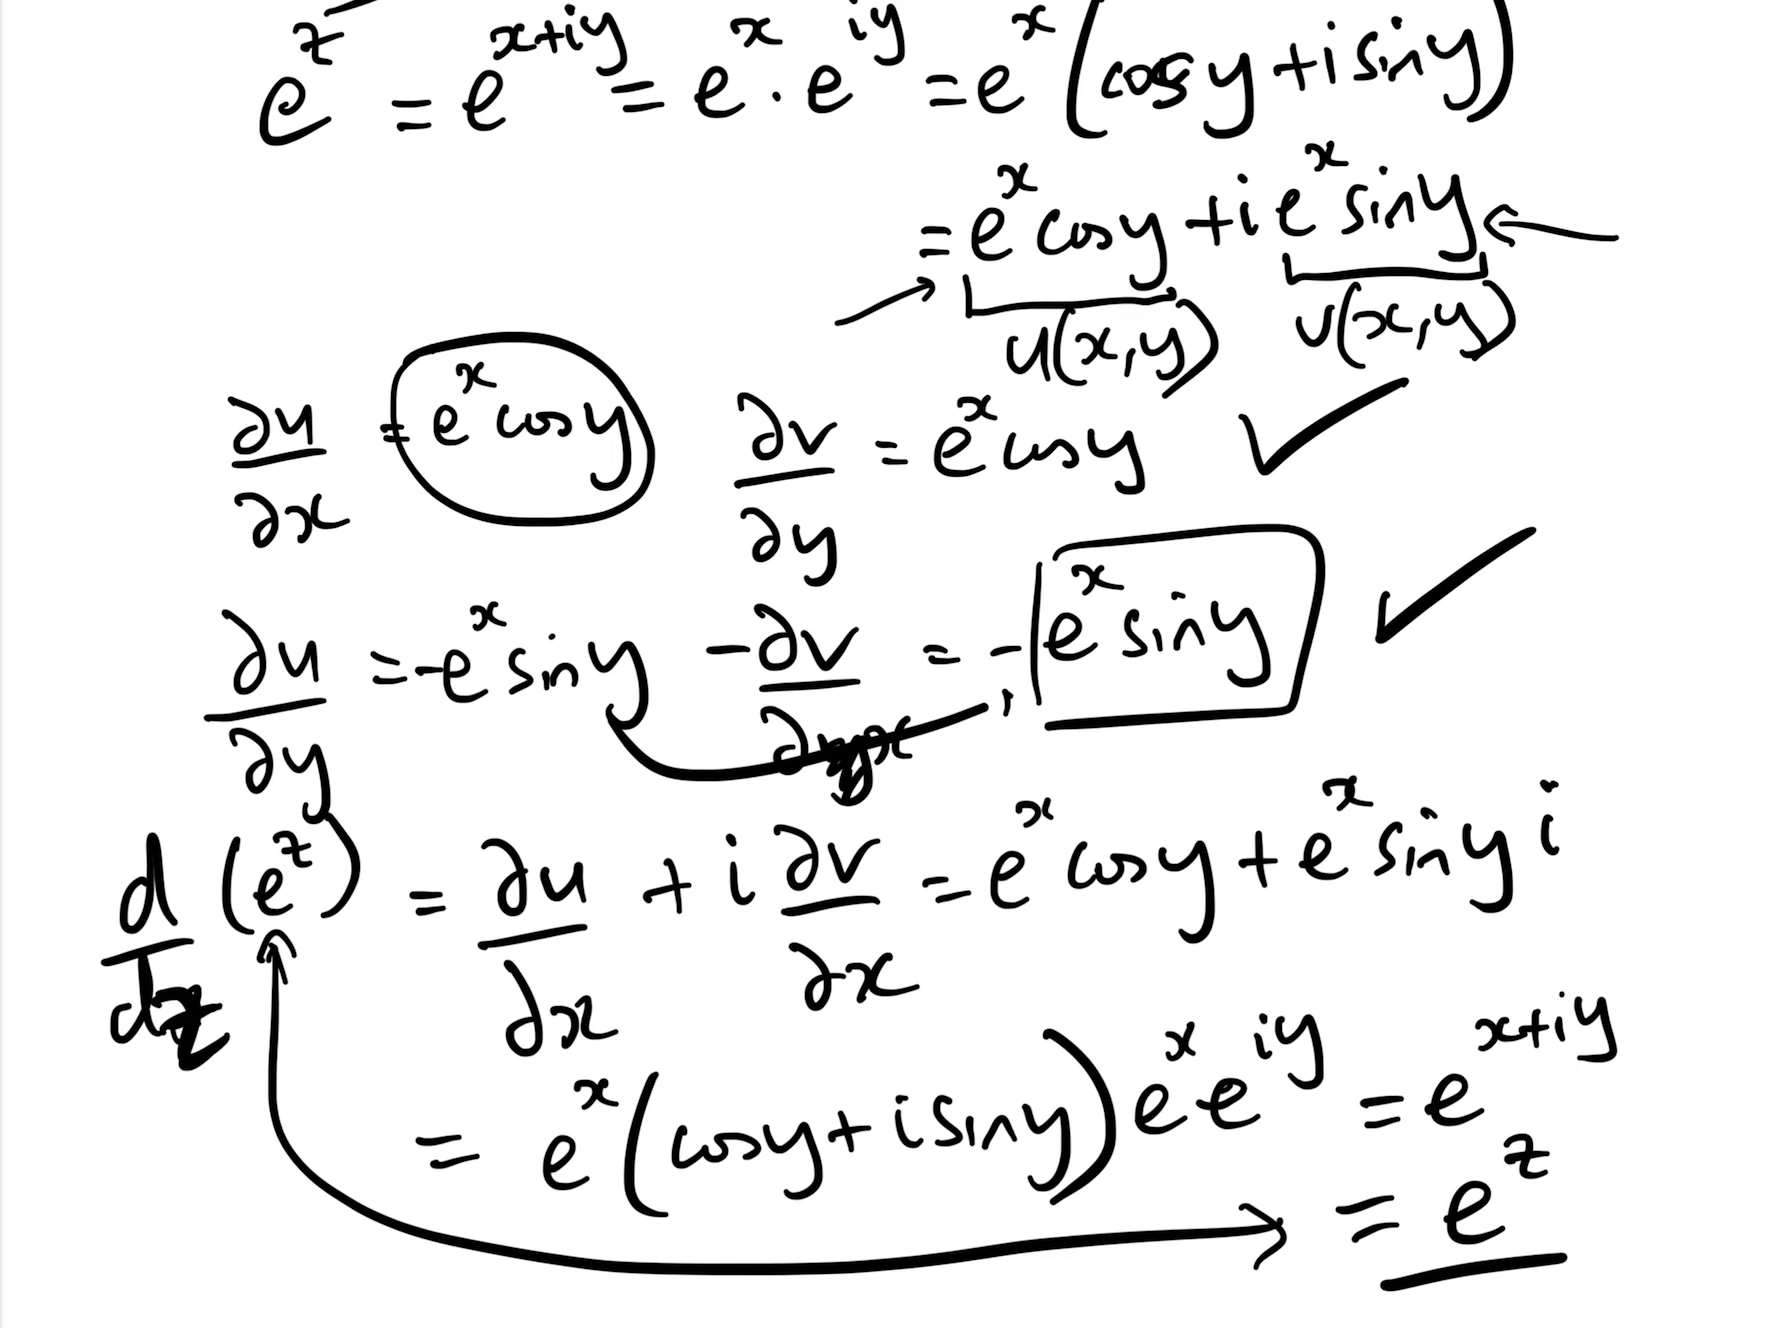 e^z = e^{x+iy} = e^x · e^{iy} = e^x (cos y + i sin y)
= e^x cos y + i e^x sin y
u(x,y) v(x,y)
∂u/∂x = e^x cos y ∂v/∂y = e^x cos y ✓
∂u/∂y = -e^x sin y -∂v/∂x = -e^x sin y ✓
d/dz (e^z) = ∂u/∂x + i ∂v/∂x = e^x cos y + e^x sin y i
= e^x (cos y + i sin y) e^x e^{iy} = e^{x+iy}
= e^z